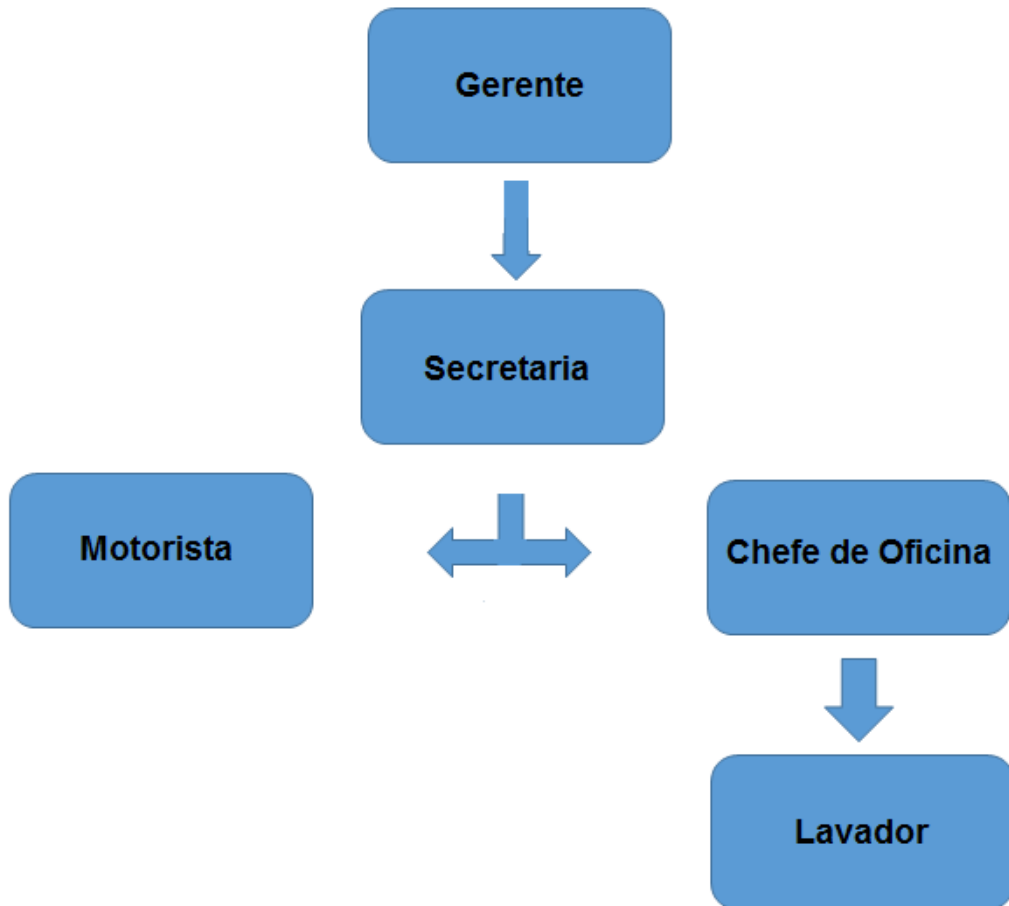 Gerente
Secretaria
Motorista
Chefe de Oficina
Lavador